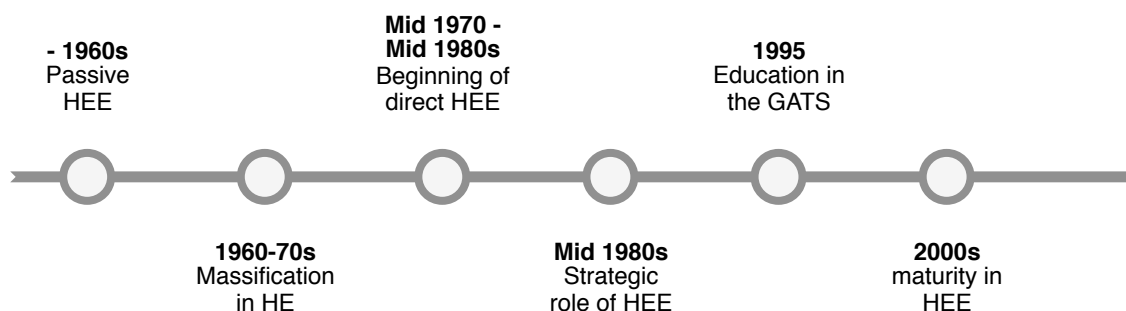 - 1960s
Passive
HEE
1960-70s
Massification
in HE
Mid 1970 -
Mid 1980s
Beginning of
direct HEE
Mid 1980s
Strategic
role of HEE
1995
Education in
the GATS
2000s
maturity in
HEE